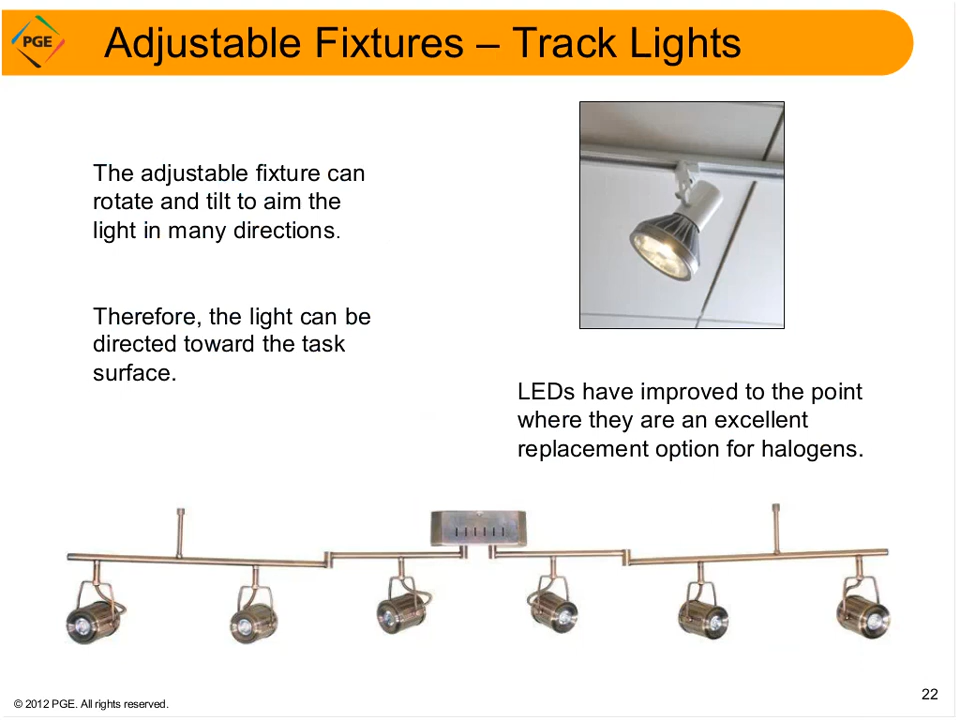 PGE
Adjustable Fixtures – Track Lights
The adjustable fixture can
rotate and tilt to aim the
light in many directions.
Therefore, the light can be
directed toward the task
surface.
LEDs have improved to the point
where they are an excellent
replacement option for halogens.
© 2012 PGE. All rights reserved.
22